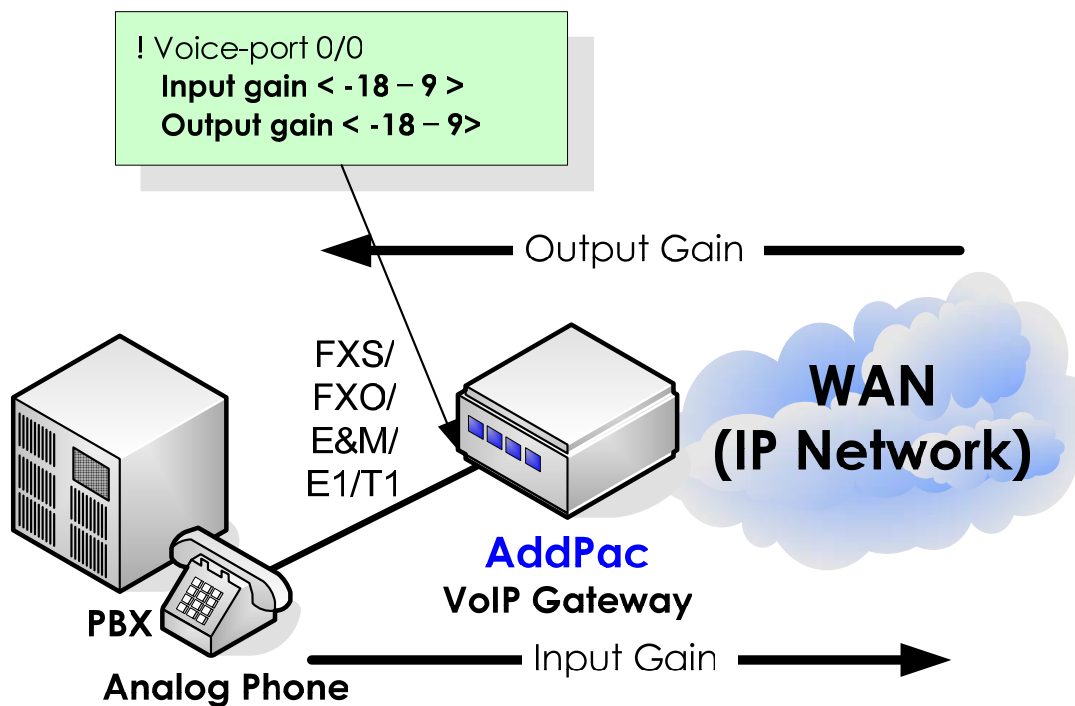 ! Voice-port 0/0
Input gain < -18 – 9 >
Output gain < -18 – 9>
Output Gain
FXS/
FXO/
E&M/
E1/T1
WAN
(IP Network)
AddPac
VoIP Gateway
PBX
Analog Phone
Input Gain